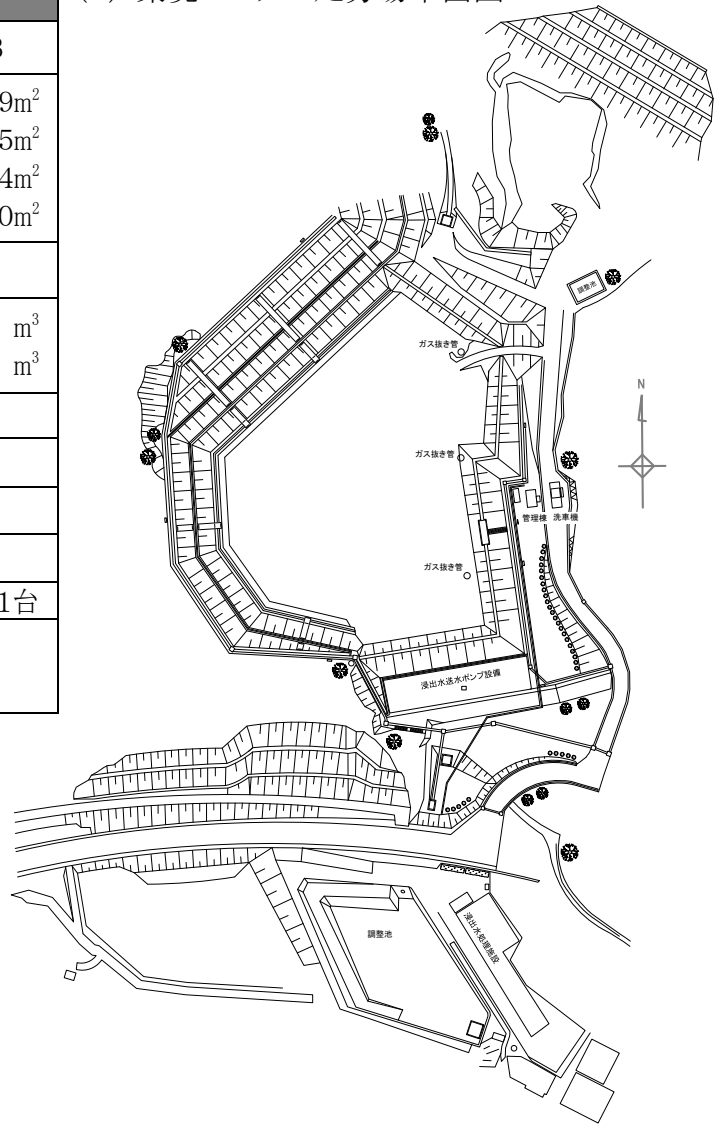 3
9m²
5m²
4m²
0m²
m³
m³
1台
調整池
ガス抜き管
N
ガス抜き管
管理棟 洗車機
ガス抜き管
浸出水送水ポンプ設備
調整池
浸出水処理施設